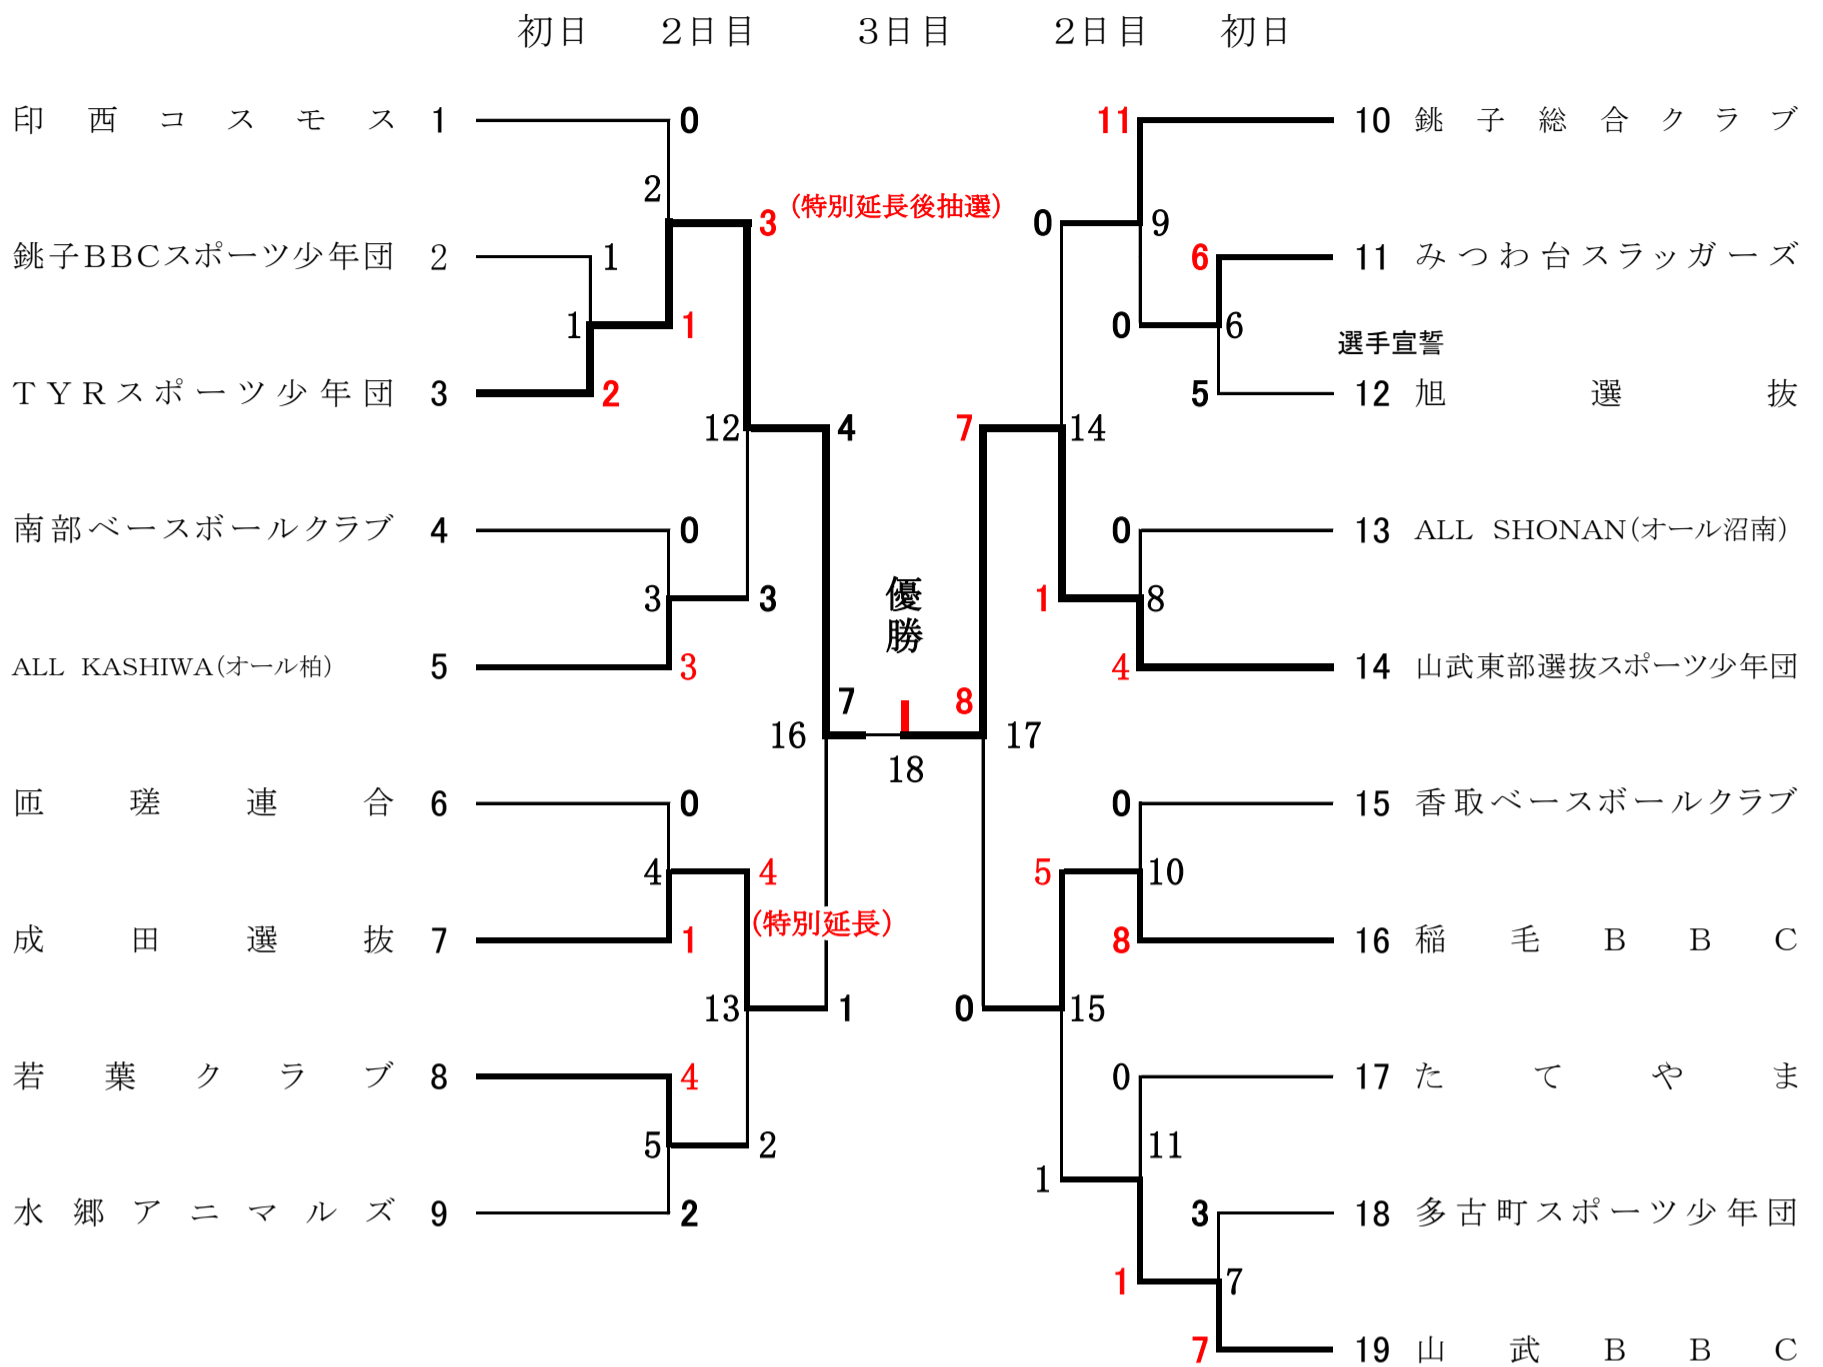 初日 2日目 3日目 2日目 初日
印西コスモス 1 0 11 10 銚子総合クラブ
2
3 (特別延長後抽選) 0 9
銚子BBCスポーツ少年団 2 1 6 11 みつわ台スラッガーズ
1 1 0 6
選手宣誓
TYRスポーツ少年団 3 2 5 12 旭選抜
12 4 7 14
南部ベースボールクラブ 4 0 0 13 ALL SHONAN(オール沼南)
3 3 1 8
優勝
ALL KASHIWA(オール柏) 5 3 4 14 山武東部選抜スポーツ少年団
7 8
16 17
18
匝瑳連合 6 0 0 15 香取ベースボールクラブ
4 4 5 10
(特別延長)
成田選抜 7 1 8 16 稲毛BBC
13 1 0 15
若葉クラブ 8 4 0 17 たてやま
5 2 11
1
水郷アニマルズ 9 2 3 18 多古町スポーツ少年団
1 7
7 19 山武BBC